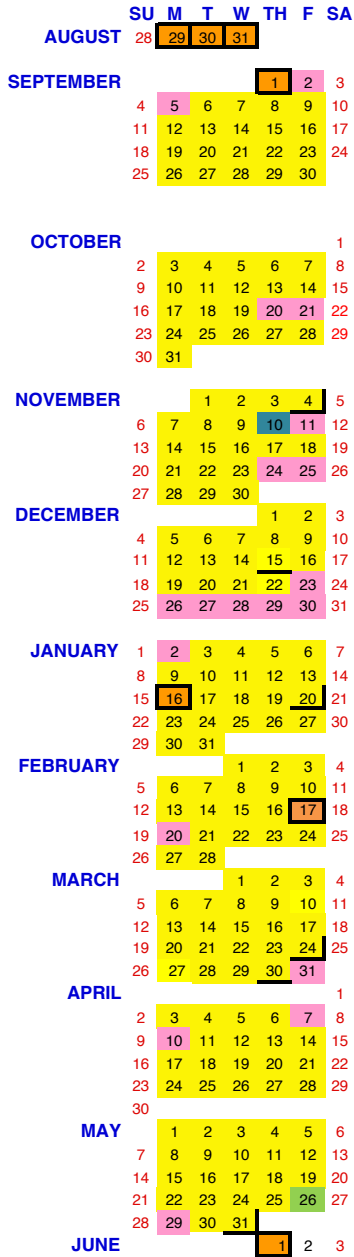 SU M T W TH F SA
AUGUST 28 29 30 31
SEPTEMBER 1 2 3
4 5 6 7 8 9 10
11 12 13 14 15 16 17
18 19 20 21 22 23 24
25 26 27 28 29 30
OCTOBER 1
2 3 4 5 6 7 8
9 10 11 12 13 14 15
16 17 18 19 20 21 22
23 24 25 26 27 28 29
30 31
NOVEMBER 1 2 3 4 5
6 7 8 9 10 11 12
13 14 15 16 17 18 19
20 21 22 23 24 25 26
27 28 29 30
DECEMBER 1 2 3
4 5 6 7 8 9 10
11 12 13 14 15 16 17
18 19 20 21 22 23 24
25 26 27 28 29 30 31
JANUARY 1 2 3 4 5 6 7
8 9 10 11 12 13 14
15 16 17 18 19 20 21
22 23 24 25 26 27 30
29 30 31
FEBRUARY 1 2 3 4
5 6 7 8 9 10 11
12 13 14 15 16 17 18
19 20 21 22 23 24 25
26 27 28
MARCH 1 2 3 4
5 6 7 8 9 10 11
12 13 14 15 16 17 18
19 20 21 22 23 24 25
26 27 28 29 30 31
APRIL 1
2 3 4 5 6 7 8
9 10 11 12 13 14 15
16 17 18 19 20 21 22
23 24 25 26 27 28 29
30
MAY 1 2 3 4 5 6
7 8 9 10 11 12 13
14 15 16 17 18 19 20
21 22 23 24 25 26 27
28 29 30 31
JUNE 1 2 3